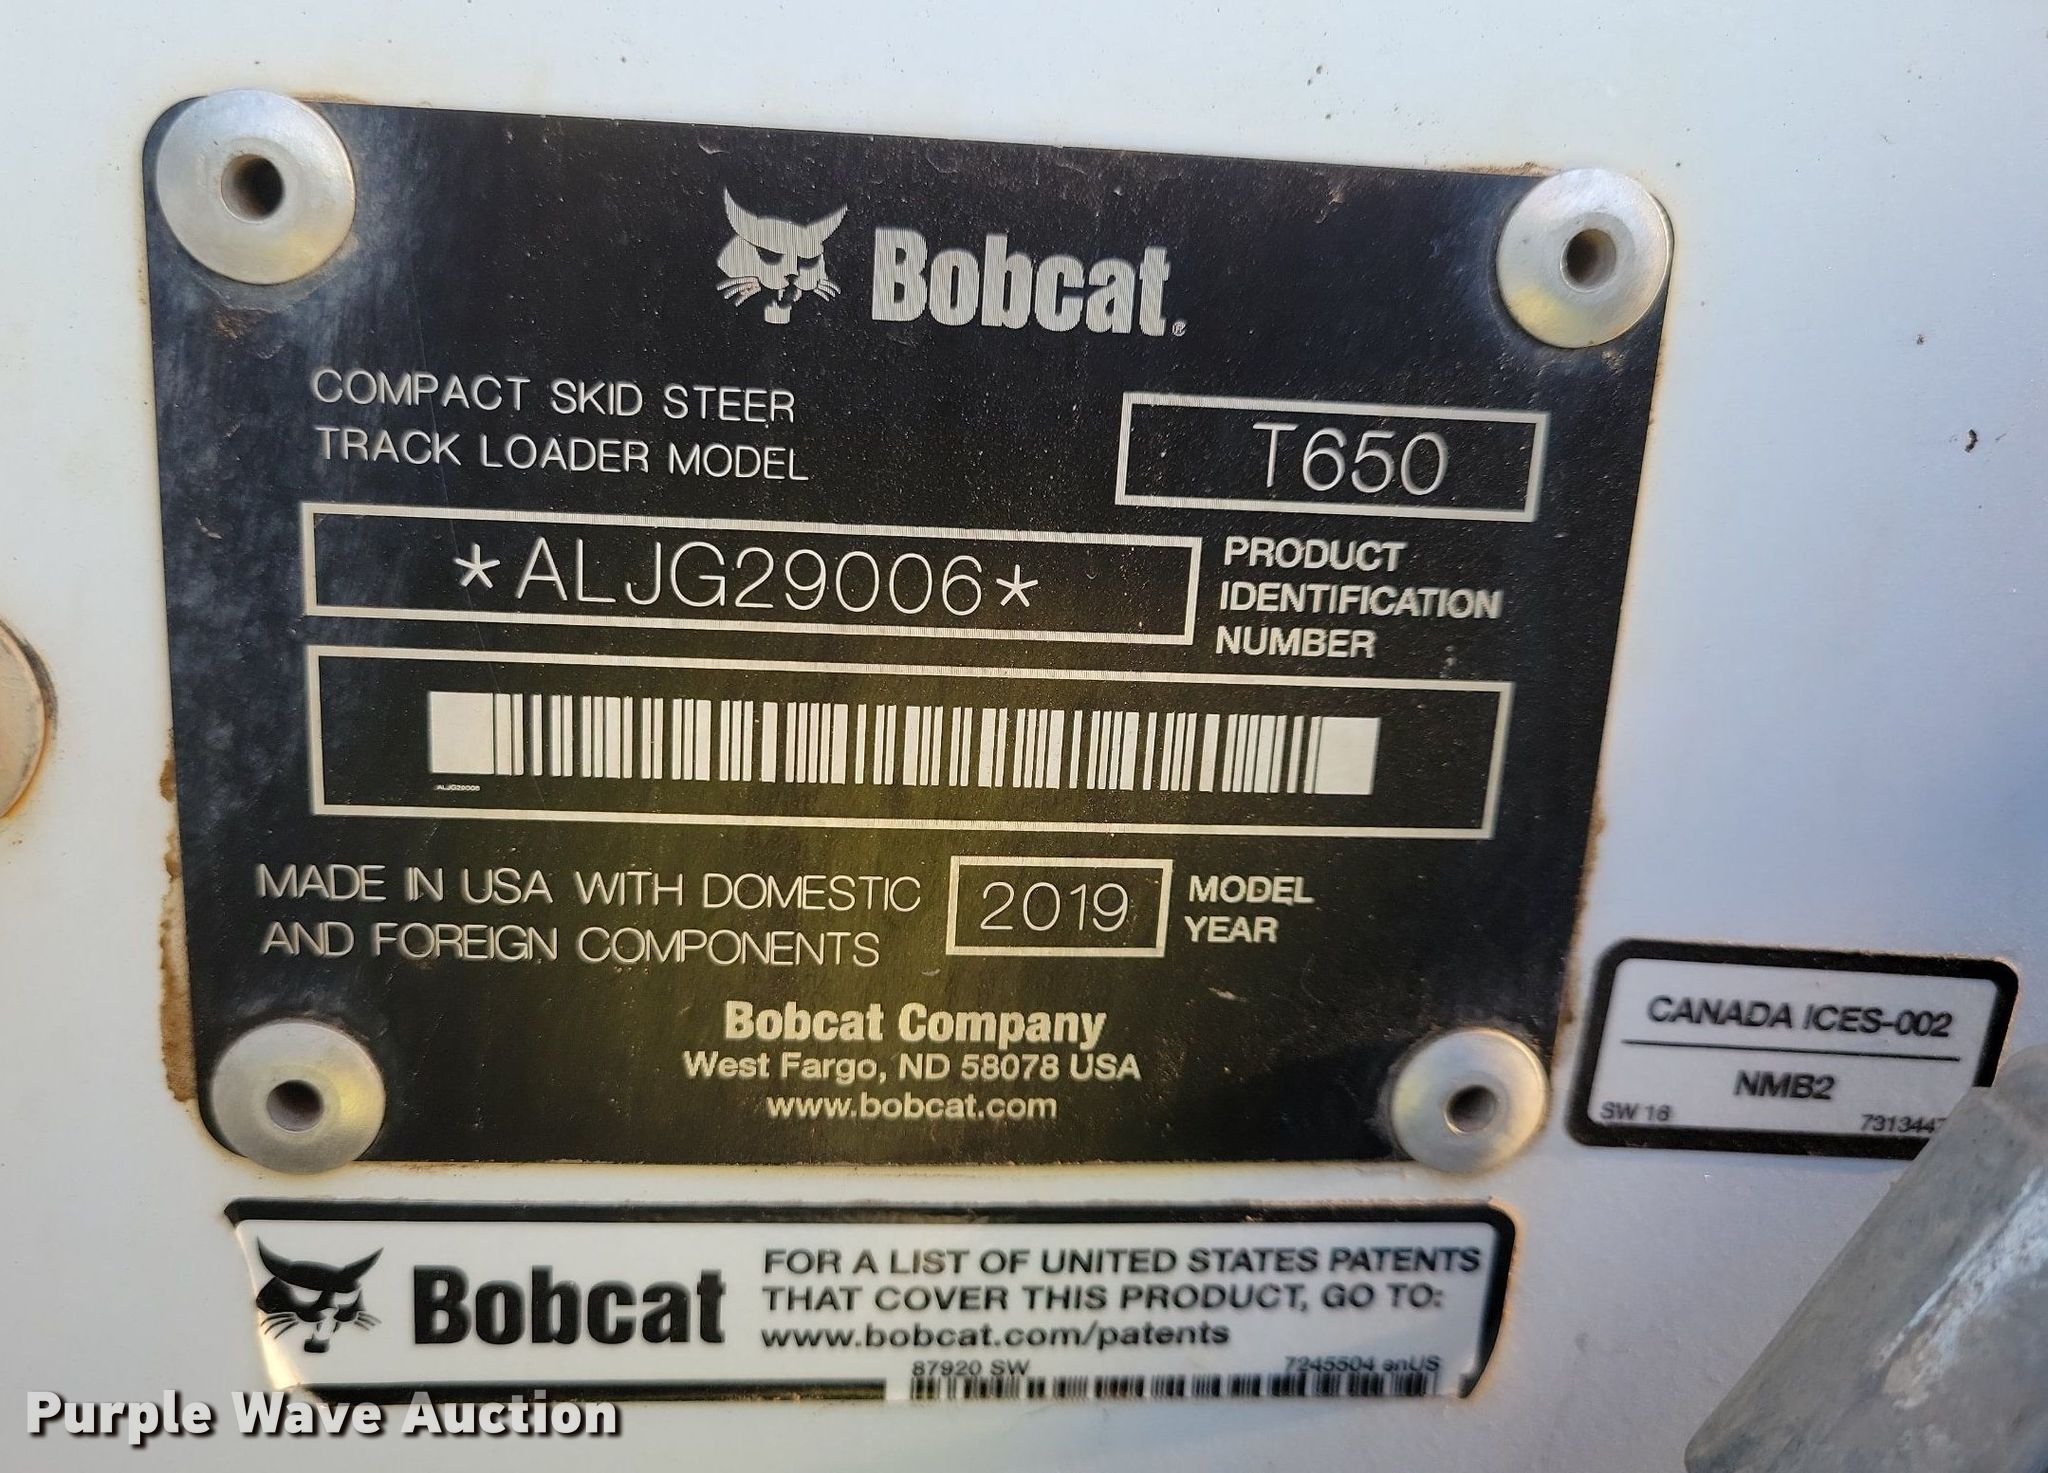 Bobcat®
COMPACT SKID STEER
TRACK LOADER MODEL
T650
*ALJG29006*
PRODUCT
IDENTIFICATION
NUMBER
ALJG29006
MADE IN USA WITH DOMESTIC
AND FOREIGN COMPONENTS
2019
MODEL
YEAR
Bobcat Company
West Fargo, ND 58078 USA
www.bobcat.com
CANADA ICES-002
NMB2
SW 16
Bobcat
FOR A LIST OF UNITED STATES PATENTS
THAT COVER THIS PRODUCT, GO TO:
www.bobcat.com/patents
87920 SW 7245504 enUS
Purple Wave Auction